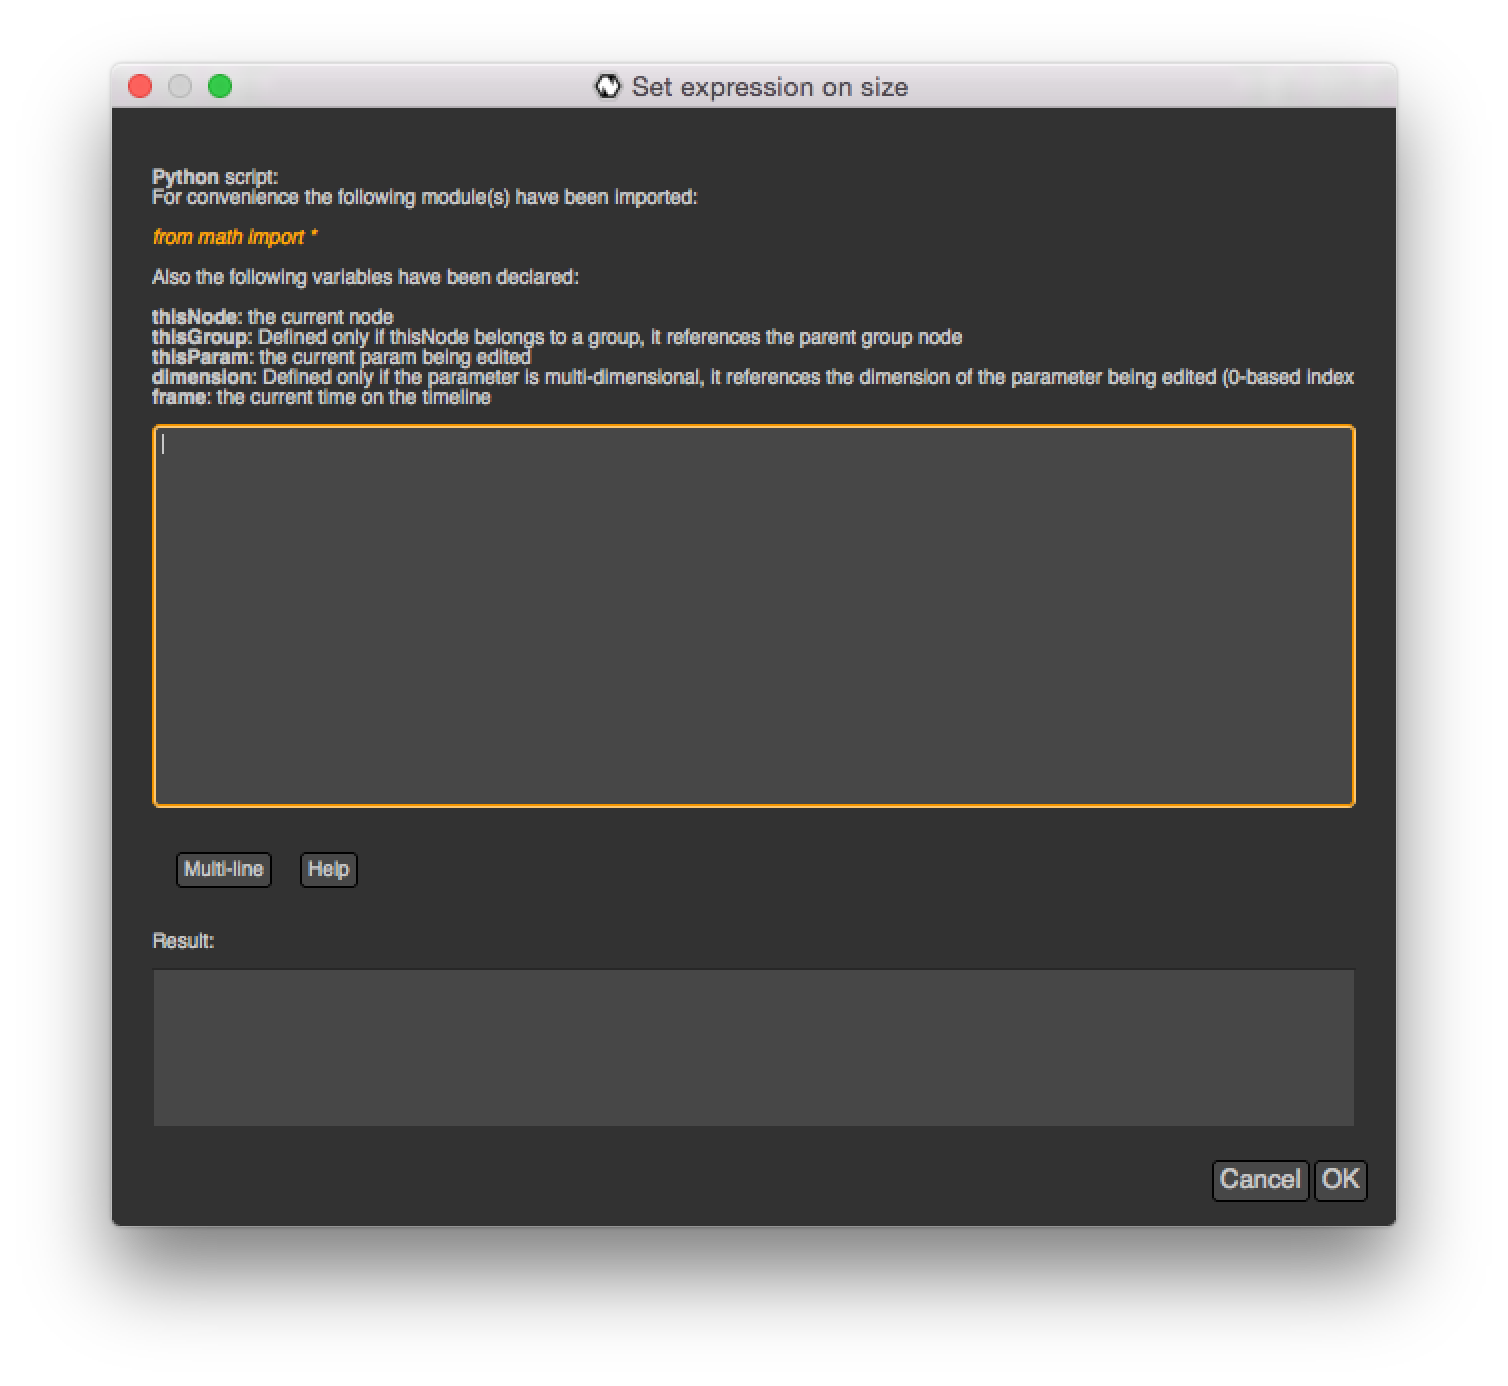 Set expression on size
Python script:
For convenience the following module(s) have been imported:
from math import *
Also the following variables have been declared:
thisNode: the current node
thisGroup: Defined only if thisNode belongs to a group, it references the parent group node
thisParam: the current param being edited
dimension: Defined only if the parameter is multi-dimensional, it references the dimension of the parameter being edited (0-based index
frame: the current time on the timeline
Multi-line Help
Result:
Cancel OK